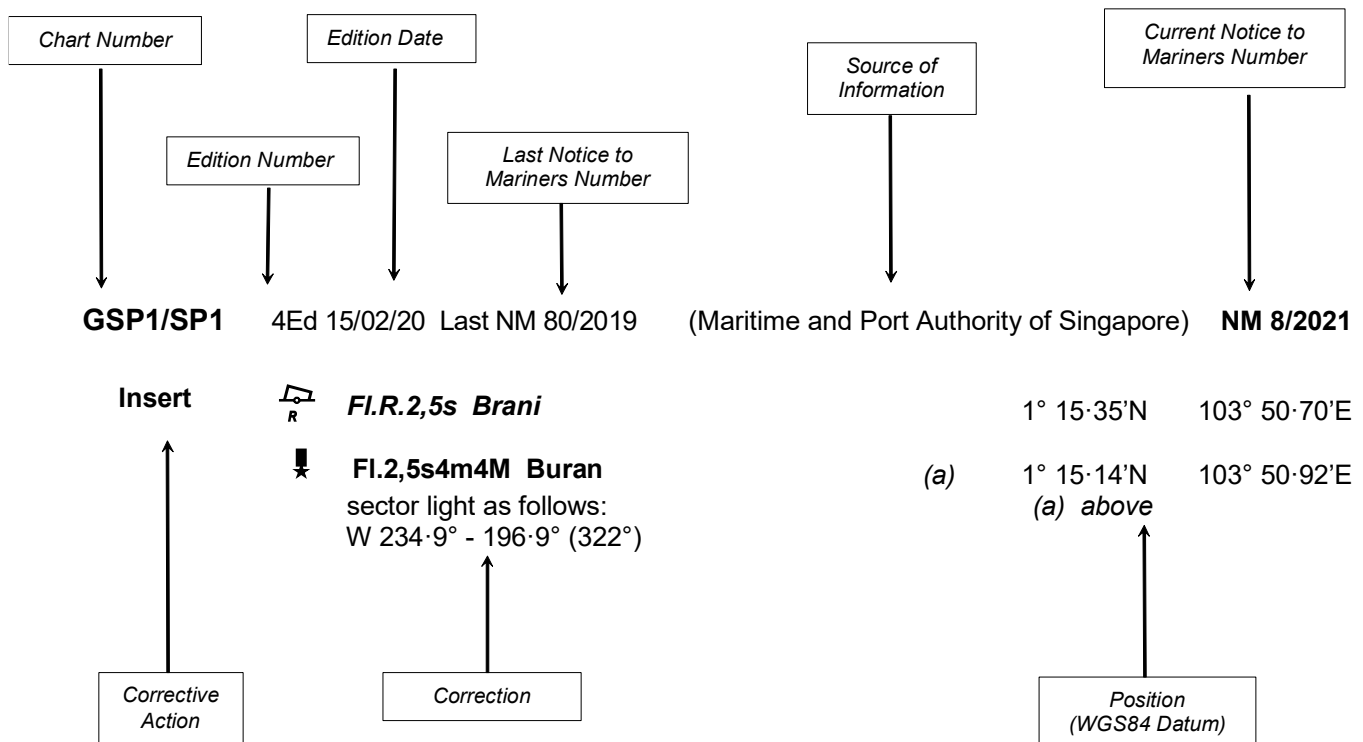 Chart Number
Edition Date
Source of
Information
Current Notice to
Mariners Number
Edition Number
Last Notice to
Mariners Number
GSP1/SP1 4Ed 15/02/20 Last NM 80/2019 (Maritime and Port Authority of Singapore) NM 8/2021
Insert R Fl.R.2,5s Brani 1° 15·35’N 103° 50·70’E
Fl.2,5s4m4M Buran (a) 1° 15·14’N 103° 50·92’E
sector light as follows: (a) above
W 234·9° - 196·9° (322°)
Corrective
Action
Correction
Position
(WGS84 Datum)